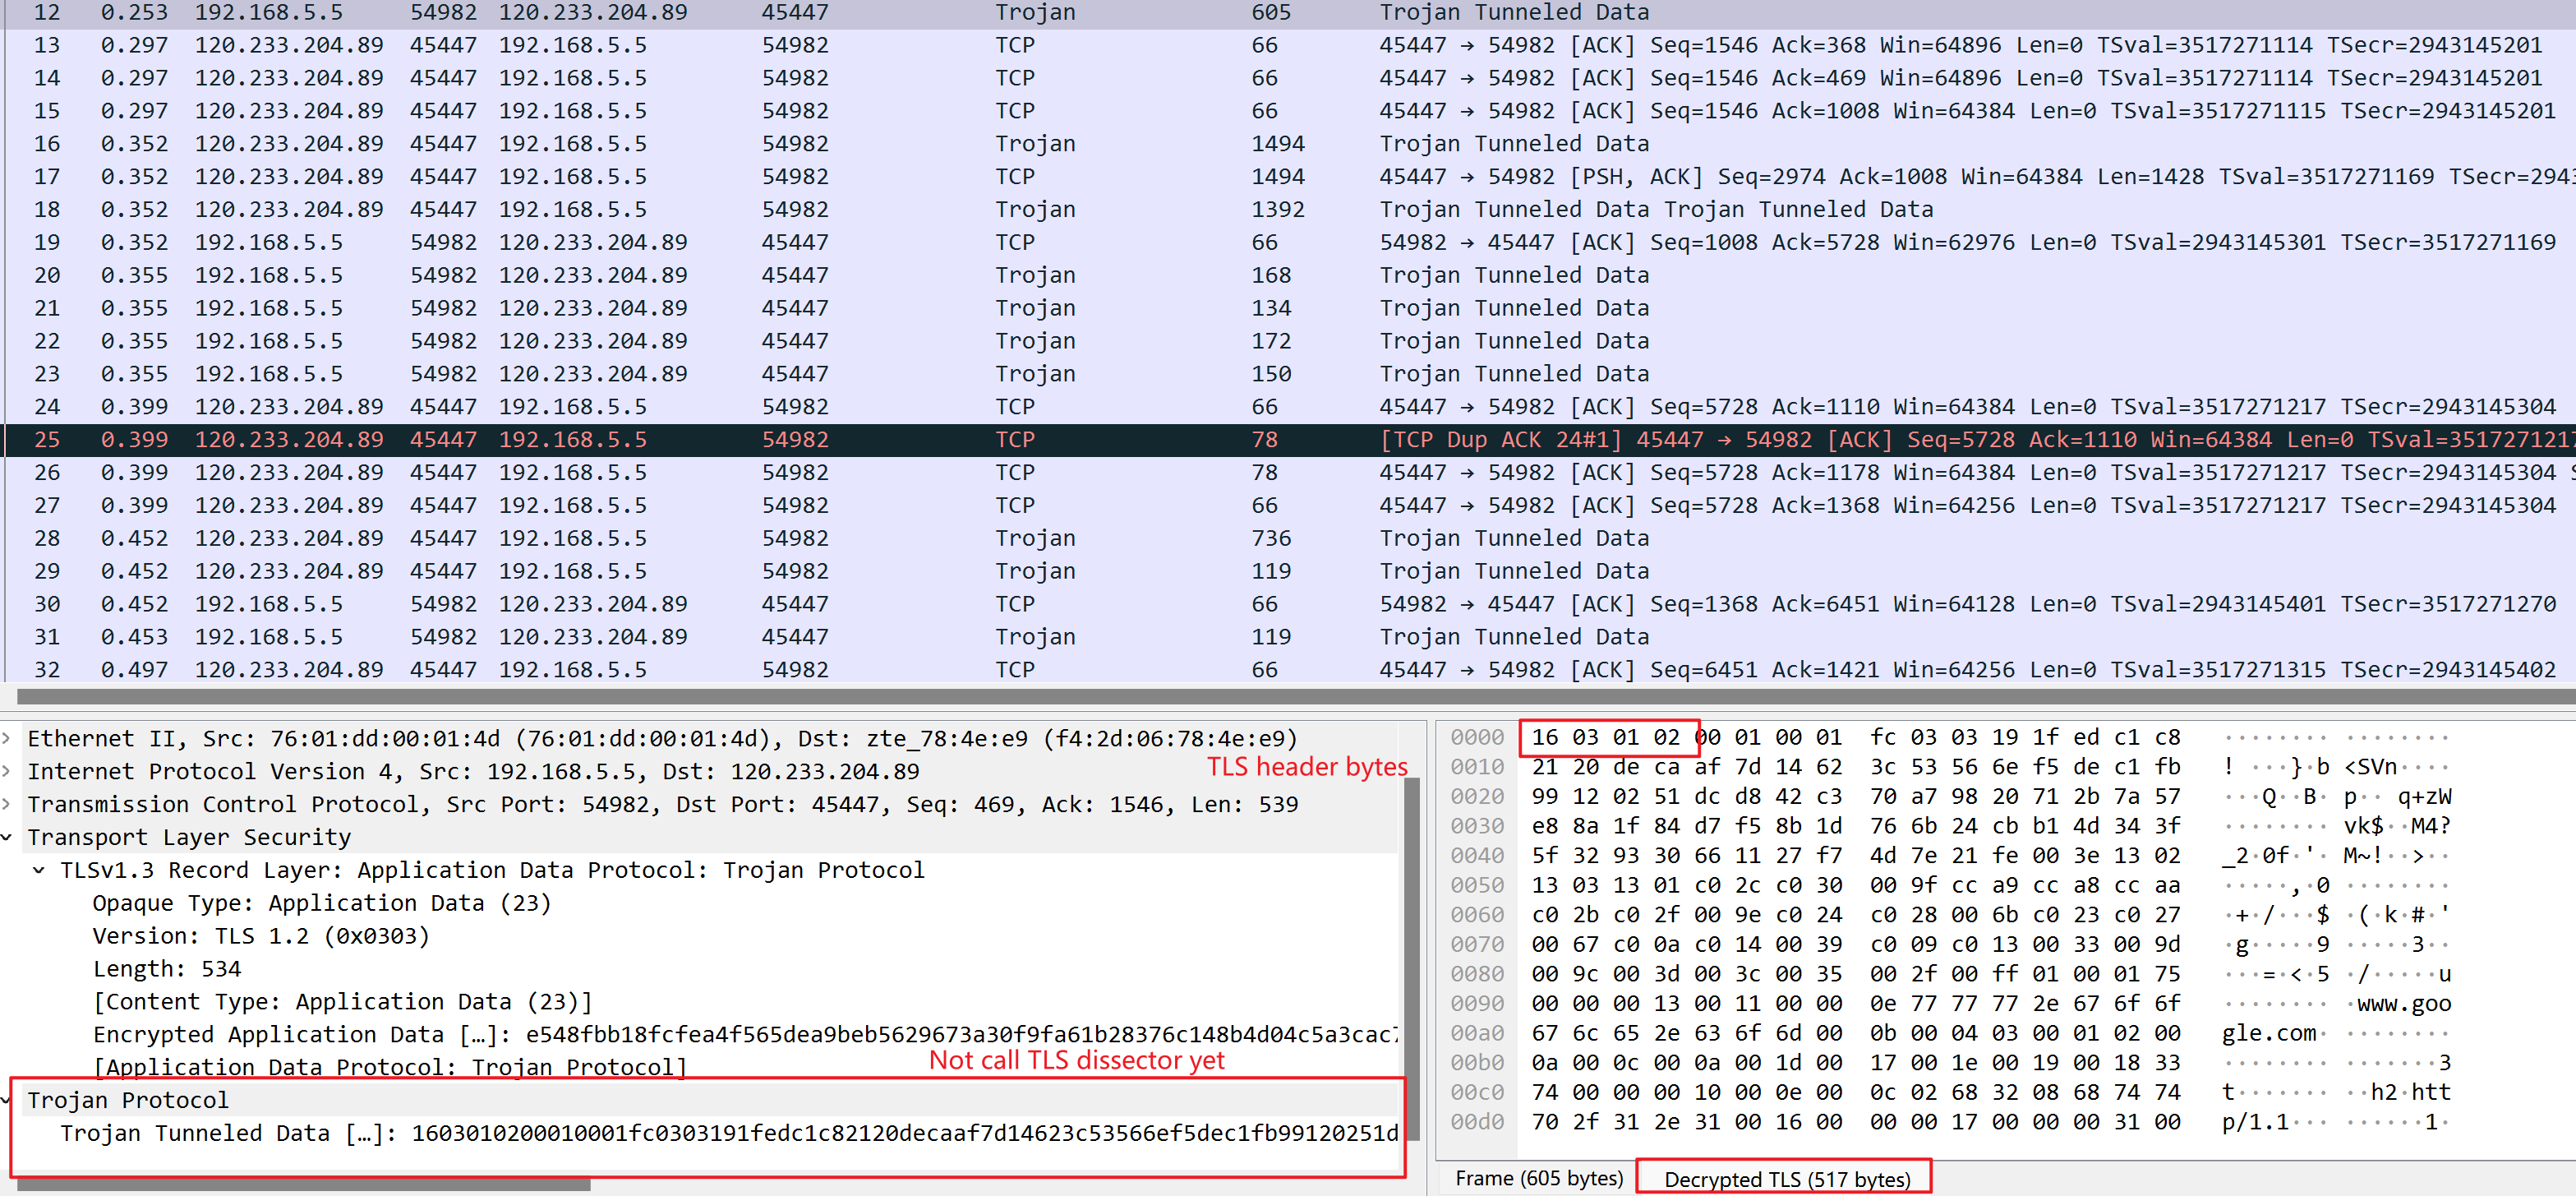 12 0.253 192.168.5.5 54982 120.233.204.89 45447 Trojan 605 Trojan Tunneled Data
13 0.297 120.233.204.89 45447 192.168.5.5 54982 TCP 66 45447 → 54982 [ACK] Seq=1546 Ack=368 Win=64896 Len=0 TSval=3517271114 TSecr=2943145201
14 0.297 120.233.204.89 45447 192.168.5.5 54982 TCP 66 45447 → 54982 [ACK] Seq=1546 Ack=469 Win=64896 Len=0 TSval=3517271114 TSecr=2943145201
15 0.297 120.233.204.89 45447 192.168.5.5 54982 TCP 66 45447 → 54982 [ACK] Seq=1546 Ack=1008 Win=64384 Len=0 TSval=3517271115 TSecr=2943145201
16 0.352 120.233.204.89 45447 192.168.5.5 54982 Trojan 1494 Trojan Tunneled Data
17 0.352 120.233.204.89 45447 192.168.5.5 54982 TCP 1494 45447 → 54982 [PSH, ACK] Seq=2974 Ack=1008 Win=64384 Len=1428 TSval=3517271169 TSecr=2943
18 0.352 120.233.204.89 45447 192.168.5.5 54982 Trojan 1392 Trojan Tunneled Data Trojan Tunneled Data
19 0.352 192.168.5.5 54982 120.233.204.89 45447 TCP 66 54982 → 45447 [ACK] Seq=1008 Ack=5728 Win=62976 Len=0 TSval=2943145301 TSecr=3517271169
20 0.355 192.168.5.5 54982 120.233.204.89 45447 Trojan 168 Trojan Tunneled Data
21 0.355 192.168.5.5 54982 120.233.204.89 45447 Trojan 134 Trojan Tunneled Data
22 0.355 192.168.5.5 54982 120.233.204.89 45447 Trojan 172 Trojan Tunneled Data
23 0.355 192.168.5.5 54982 120.233.204.89 45447 Trojan 150 Trojan Tunneled Data
24 0.399 120.233.204.89 45447 192.168.5.5 54982 TCP 66 45447 → 54982 [ACK] Seq=5728 Ack=1110 Win=64384 Len=0 TSval=3517271217 TSecr=2943145304
25 0.399 120.233.204.89 45447 192.168.5.5 54982 TCP 78 [TCP Dup ACK 24#1] 45447 → 54982 [ACK] Seq=5728 Ack=1110 Win=64384 Len=0 TSval=3517271217
26 0.399 120.233.204.89 45447 192.168.5.5 54982 TCP 78 45447 → 54982 [ACK] Seq=5728 Ack=1178 Win=64384 Len=0 TSval=3517271217 TSecr=2943145304 S
27 0.399 120.233.204.89 45447 192.168.5.5 54982 TCP 66 45447 → 54982 [ACK] Seq=5728 Ack=1368 Win=64256 Len=0 TSval=3517271217 TSecr=2943145304
28 0.452 120.233.204.89 45447 192.168.5.5 54982 Trojan 736 Trojan Tunneled Data
29 0.452 120.233.204.89 45447 192.168.5.5 54982 Trojan 119 Trojan Tunneled Data
30 0.452 192.168.5.5 54982 120.233.204.89 45447 TCP 66 54982 → 45447 [ACK] Seq=1368 Ack=6451 Win=64128 Len=0 TSval=2943145401 TSecr=3517271270
31 0.453 192.168.5.5 54982 120.233.204.89 45447 Trojan 119 Trojan Tunneled Data
32 0.497 120.233.204.89 45447 192.168.5.5 54982 TCP 66 45447 → 54982 [ACK] Seq=6451 Ack=1421 Win=64256 Len=0 TSval=3517271315 TSecr=2943145402
Ethernet II, Src: 76:01:dd:00:01:4d (76:01:dd:00:01:4d), Dst: zte_78:4e:e9 (f4:2d:06:78:4e:e9)
TLS header bytes
Internet Protocol Version 4, Src: 192.168.5.5, Dst: 120.233.204.89
Transmission Control Protocol, Src Port: 54982, Dst Port: 45447, Seq: 469, Ack: 1546, Len: 539
Transport Layer Security
TLSv1.3 Record Layer: Application Data Protocol: Trojan Protocol
Opaque Type: Application Data (23)
Version: TLS 1.2 (0x0303)
Length: 534
[Content Type: Application Data (23)]
Encrypted Application Data […]: e548fbb18fcfea4f565dea9beb5629673a30f9fa61b28376c148b4d04c5a3cac7
[Application Data Protocol: Trojan Protocol]
Not call TLS dissector yet
Trojan Protocol
Trojan Tunneled Data […]: 1603010200010001fc0303191fedc1c82120decaaf7d14623c53566ef5dec1fb99120251d
0000 16 03 01 02 00 01 00 01 fc 03 03 19 1f ed c1 c8 ········ ········
0010 21 20 de ca af 7d 14 62 3c 53 56 6e f5 de c1 fb ! ···}·b <SVn····
0020 99 12 02 51 dc d8 42 c3 70 a7 98 20 71 2b 7a 57 ···Q··B· p·· q+zW
0030 e8 8a 1f 84 d7 f5 8b 1d 76 6b 24 cb b1 4d 34 3f ········ vk$··M4?
0040 5f 32 93 30 66 11 27 f7 4d 7e 21 fe 00 3e 13 02 _2·0f·'· M~!··>··
0050 13 03 13 01 c0 2c c0 30 00 9f cc a9 cc a8 cc aa ·····,·0 ········
0060 c0 2b c0 2f 00 9e c0 24 c0 28 00 6b c0 23 c0 27 ·+·/···$ ·(·k·#·'
0070 00 67 c0 0a c0 14 00 39 c0 09 c0 13 00 33 00 9d ·g·····9 ·····3··
0080 00 9c 00 3d 00 3c 00 35 00 2f 00 ff 01 00 01 75 ···=·<·5 ·/·····u
0090 00 00 00 13 00 11 00 00 0e 77 77 77 2e 67 6f 6f ········ ·www.goo
00a0 67 6c 65 2e 63 6f 6d 00 0b 00 04 03 00 01 02 00 gle.com· ········
00b0 0a 00 0c 00 0a 00 1d 00 17 00 1e 00 19 00 18 33 ········ ·······3
00c0 74 00 00 00 10 00 0e 00 0c 02 68 32 08 68 74 74 t······· ··h2·htt
00d0 70 2f 31 2e 31 00 16 00 00 00 17 00 00 00 31 00 p/1.1··· ······1·
Frame (605 bytes) Decrypted TLS (517 bytes)